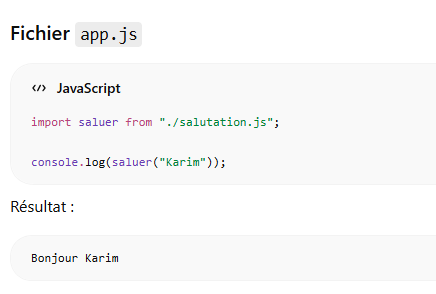 Fichier app.js
JavaScript
import saluer from "./salutation.js";
console.log(saluer("Karim"));
Résultat :
Bonjour Karim